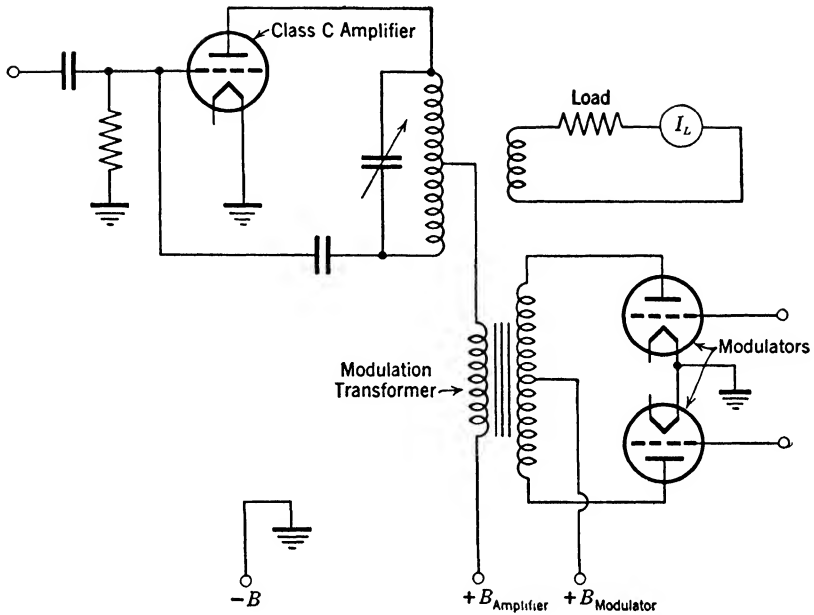 Class C Amplifier
Load
I_L
Modulation
Transformer
Modulators
−B
+B_Amplifier
+B_Modulator